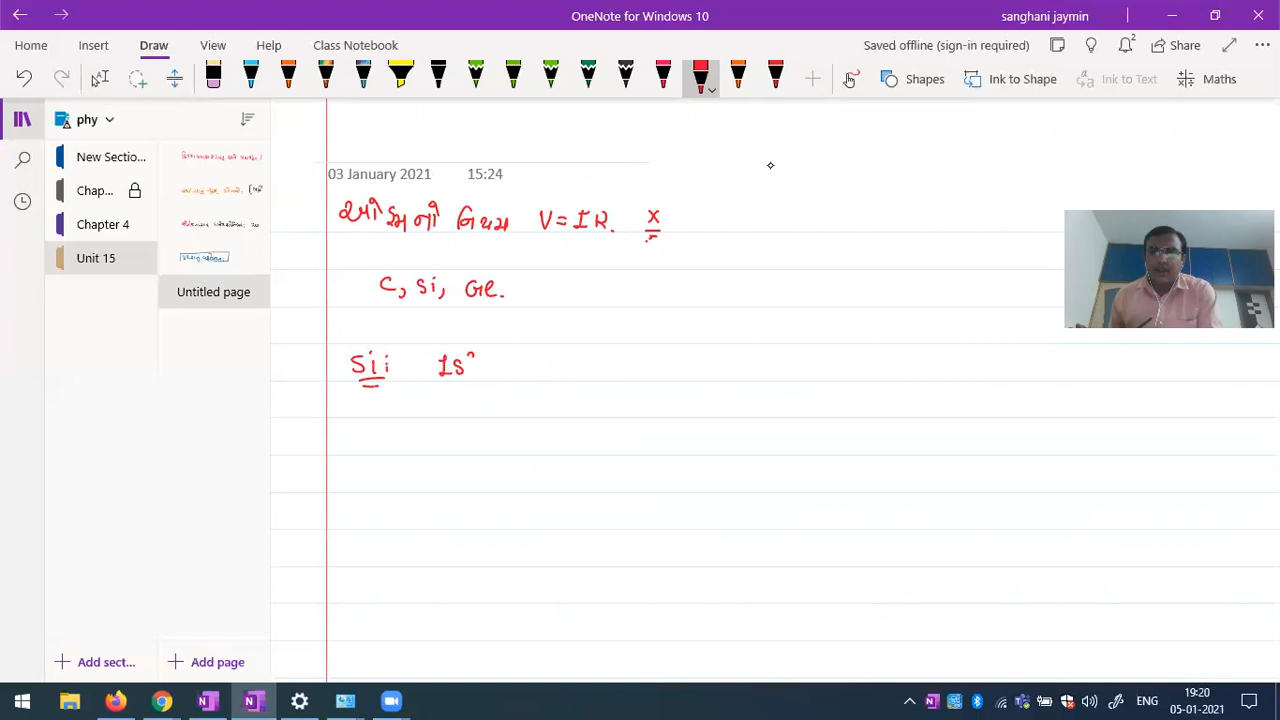 OneNote for Windows 10
sanghani jaymin
Home Insert Draw View Help Class Notebook
Saved offline (sign-in required) Share
Shapes Ink to Shape Ink to Text Maths
phy
New Sectio...
Chap...
Chapter 4
Unit 15
Untitled page
03 January 2021 15:24
નિયમ V = IR. X
C, Si, Ge.
Si: 1s
Add sect...
Add page
ENG
19:20
05-01-2021